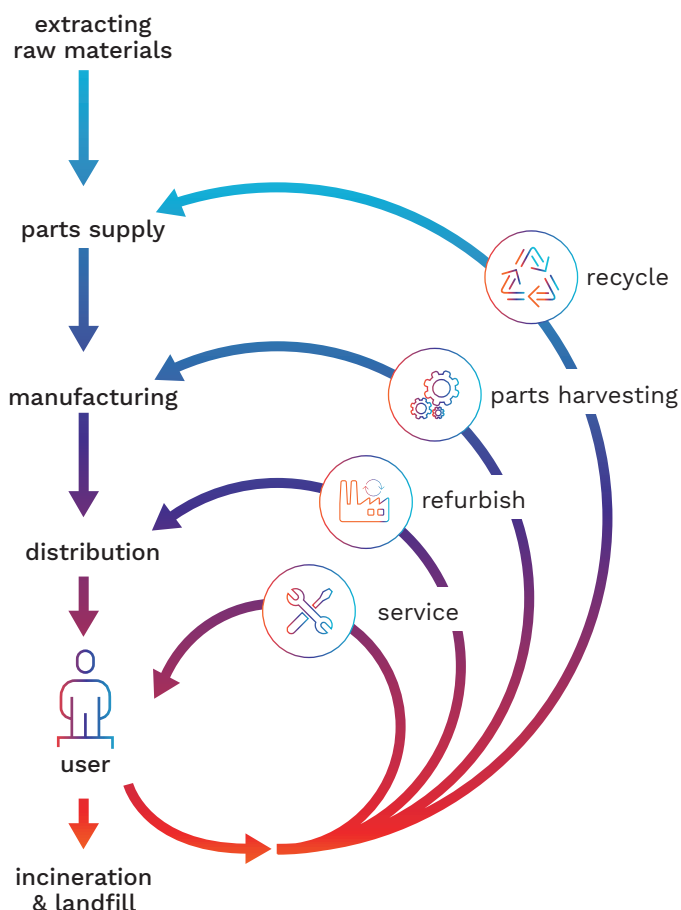 extracting
raw materials
parts supply
recycle
manufacturing
parts harvesting
refurbish
distribution
service
user
incineration
& landfill